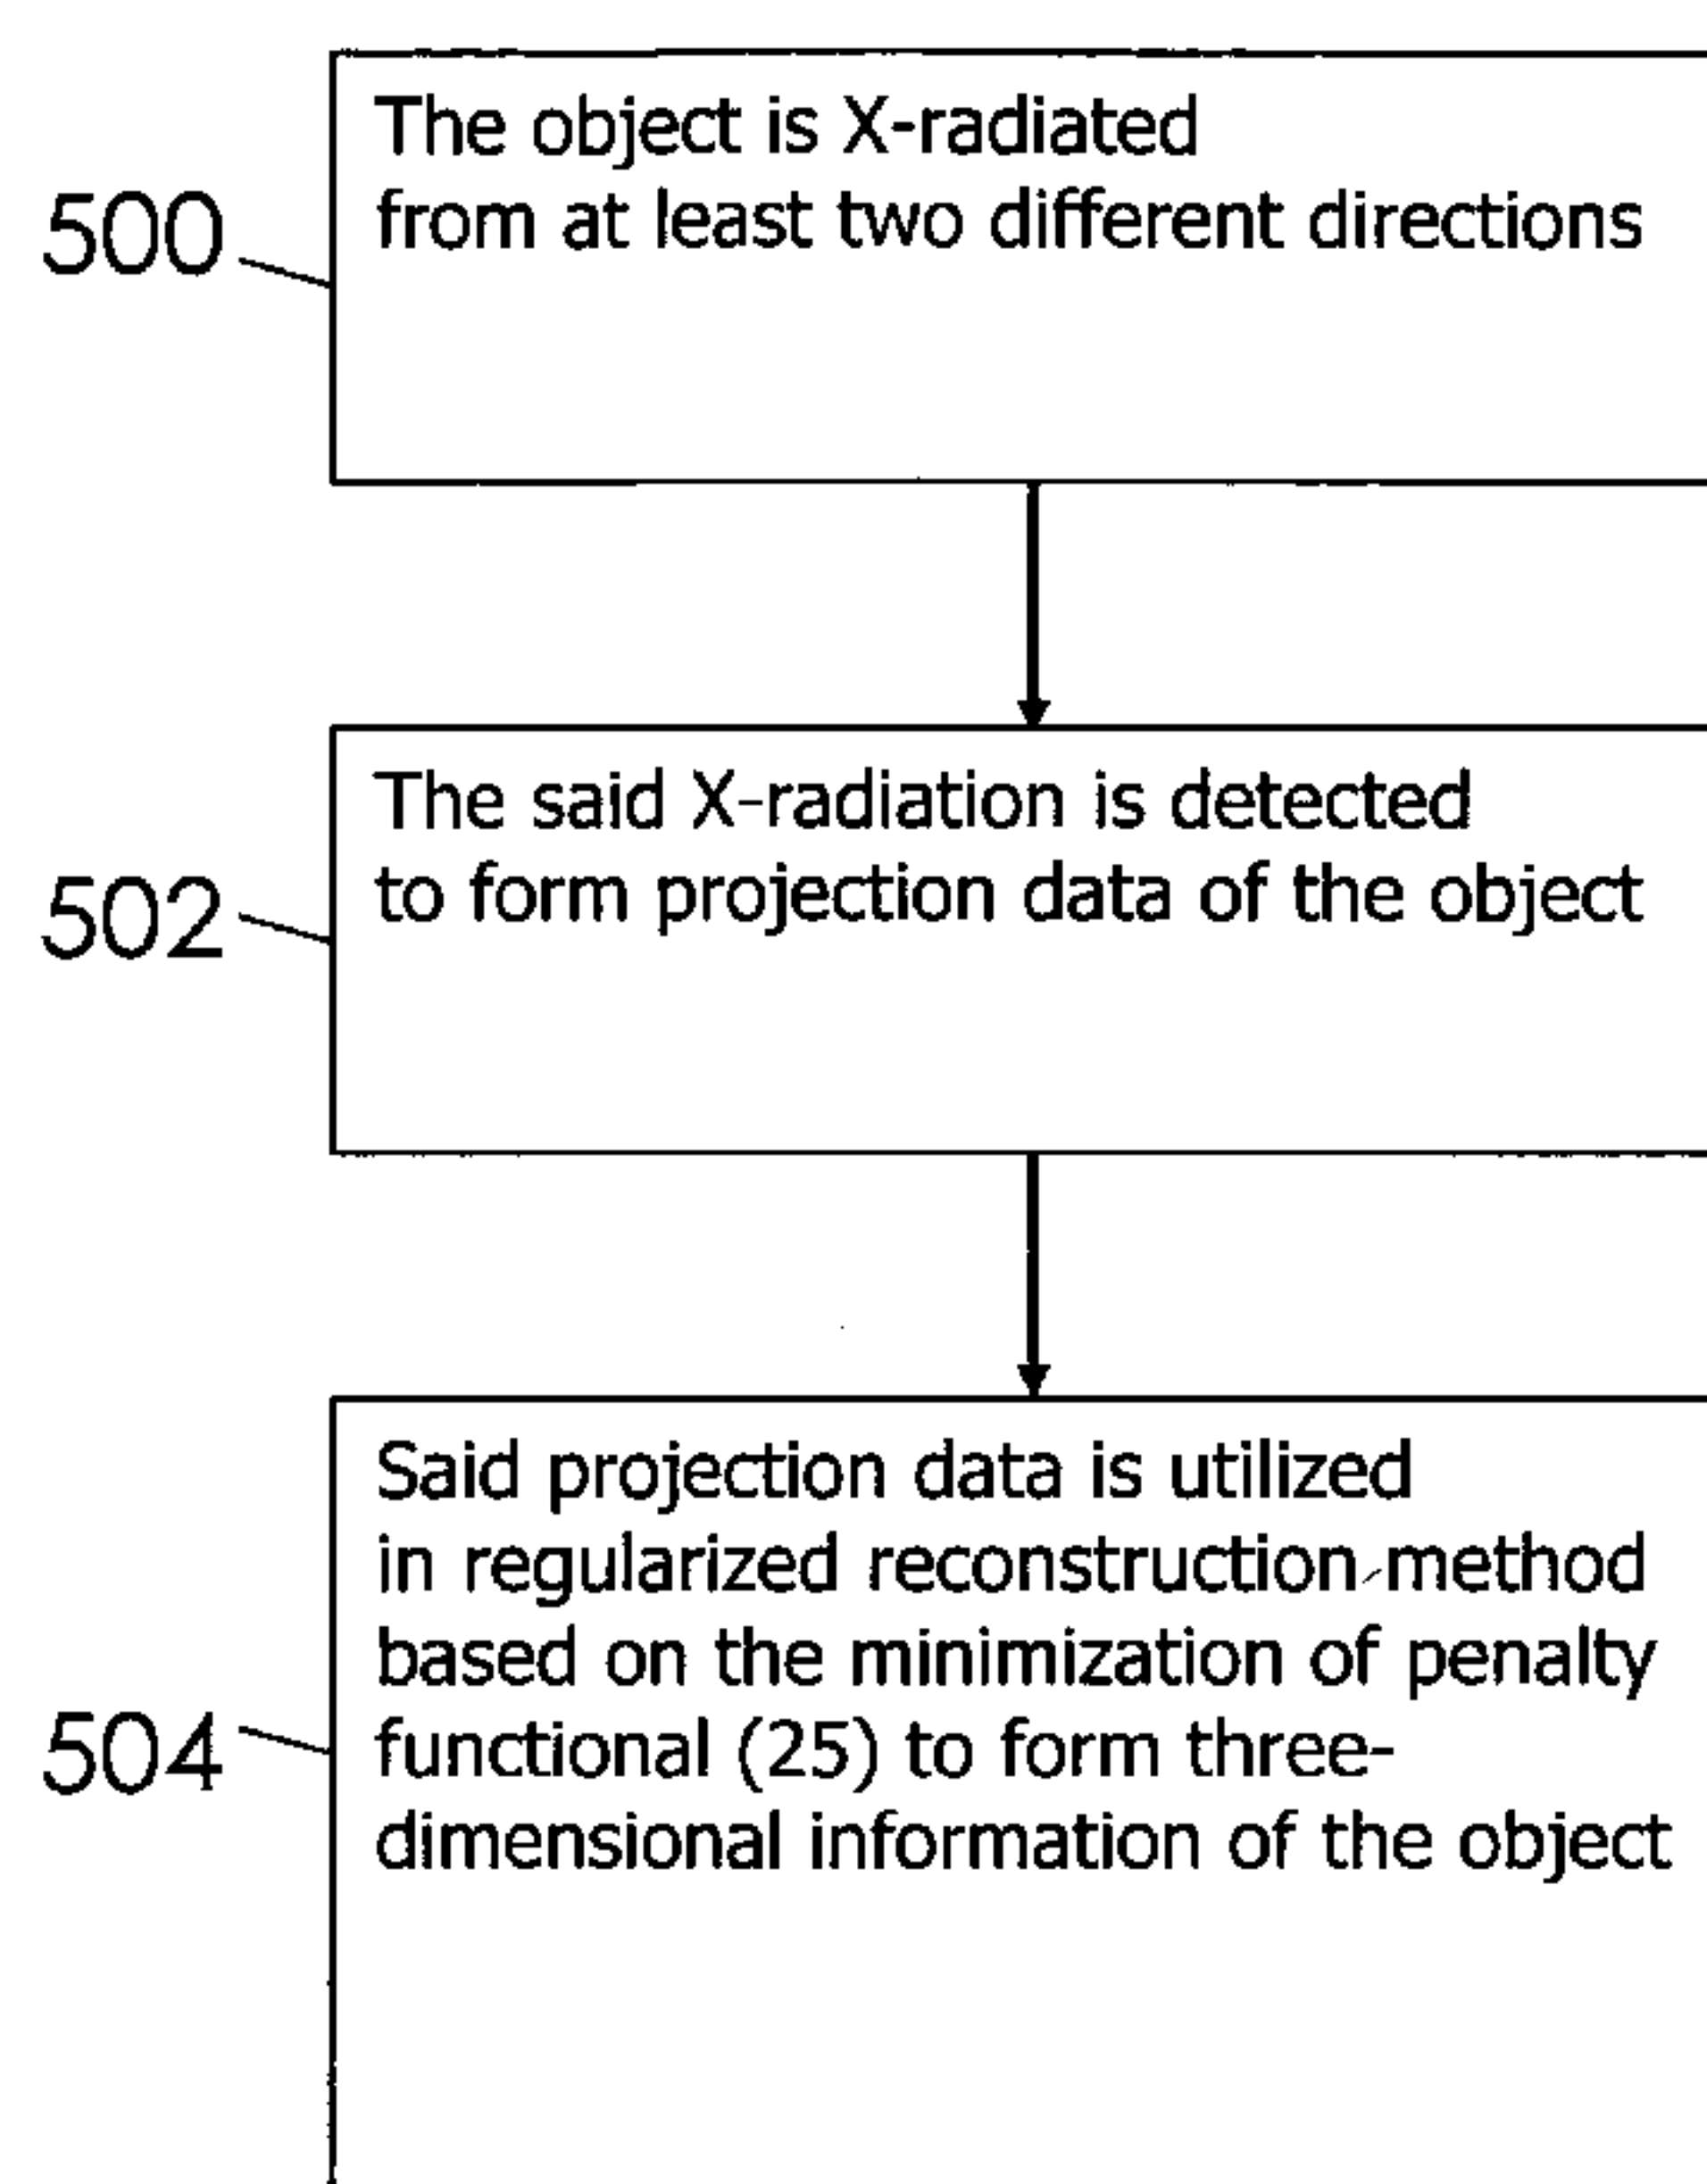 The object is X-radiated
from at least two different directions
500
The said X-radiation is detected
to form projection data of the object
502
Said projection data is utilized
in regularized reconstruction method
based on the minimization of penalty
functional (25) to form three-
dimensional information of the object
504